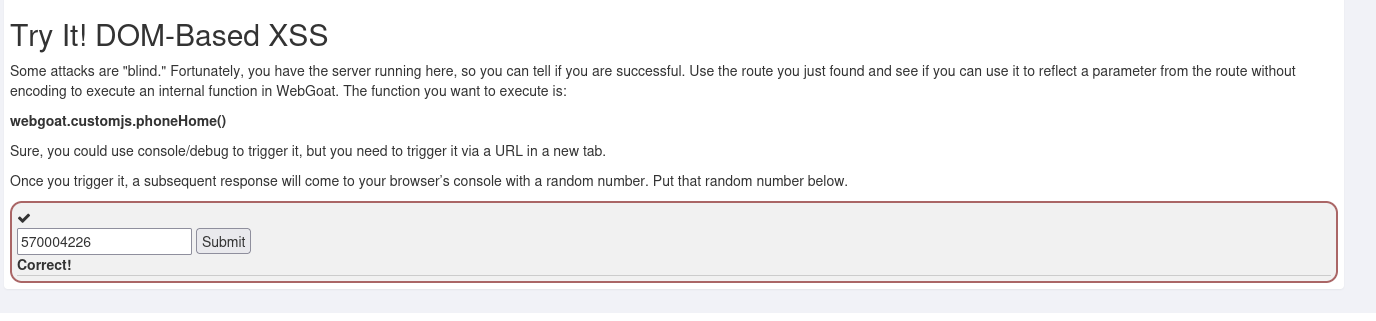 Try It! DOM-Based XSS
Some attacks are "blind." Fortunately, you have the server running here, so you can tell if you are successful. Use the route you just found and see if you can use it to reflect a parameter from the route without
encoding to execute an internal function in WebGoat. The function you want to execute is:
webgoat.customjs.phoneHome()
Sure, you could use console/debug to trigger it, but you need to trigger it via a URL in a new tab.
Once you trigger it, a subsequent response will come to your browser’s console with a random number. Put that random number below.
570004226 Submit
Correct!